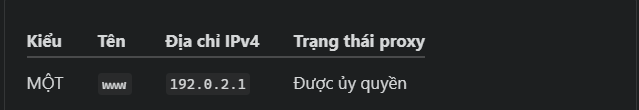 Kiểu Tên Địa chỉ IPv4 Trạng thái proxy
MỘT www 192.0.2.1 Được ủy quyền